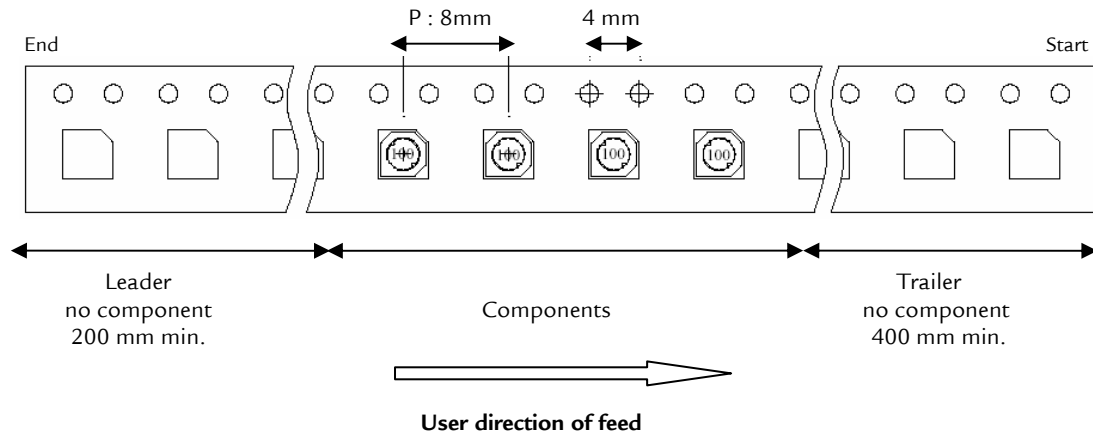 P : 8mm
4 mm
End
Start
100
100
100
100
Leader
no component
200 mm min.
Components
Trailer
no component
400 mm min.
User direction of feed